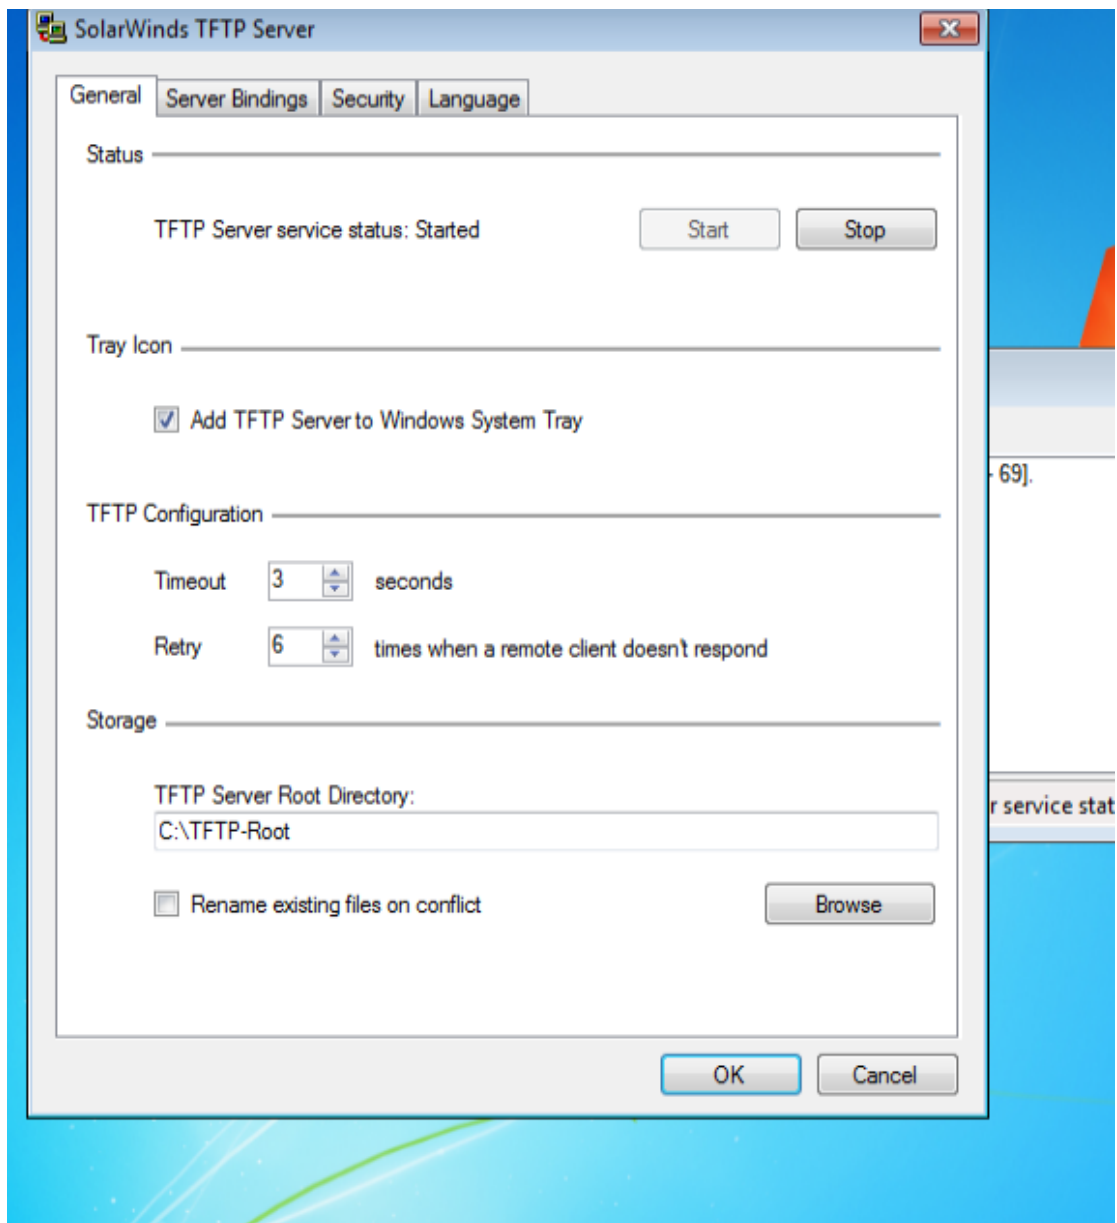 SolarWinds TFTP Server
General Server Bindings Security Language
Status
TFTP Server service status: Started Start Stop
Tray Icon
Add TFTP Server to Windows System Tray
69].
TFTP Configuration
Timeout 3 seconds
Retry 6 times when a remote client doesn't respond
Storage
TFTP Server Root Directory:
r service stat
C:\TFTP-Root
Rename existing files on conflict Browse
OK Cancel